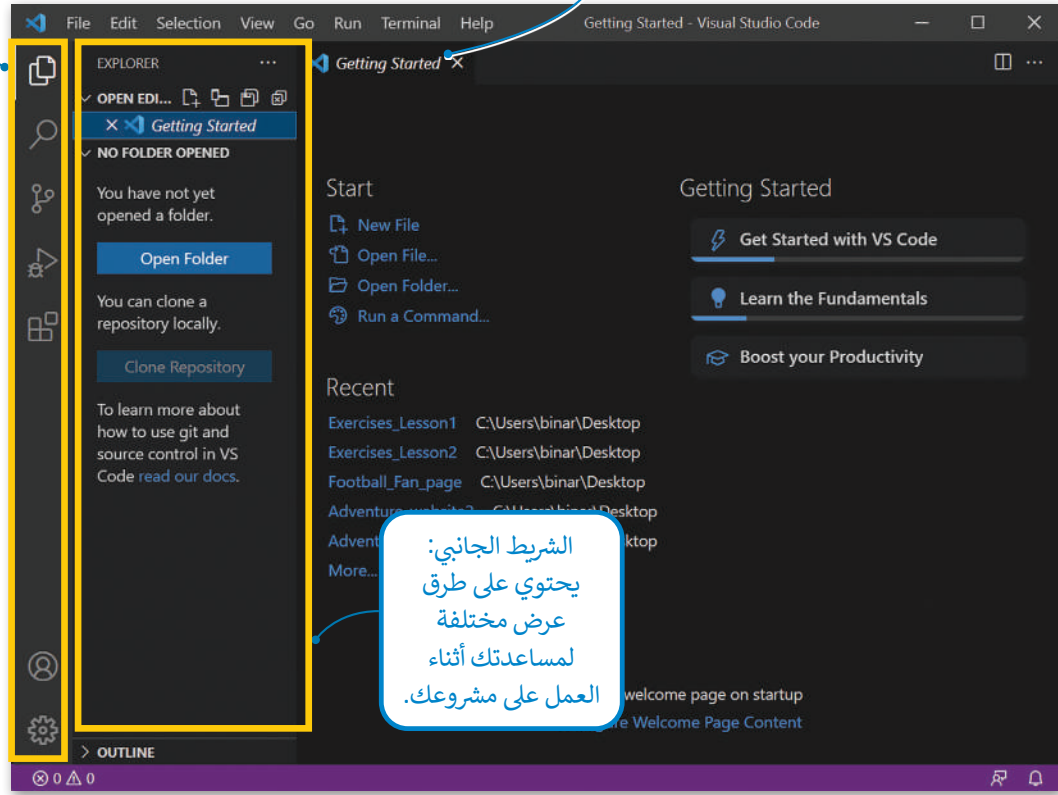 File Edit Selection View Go Run Terminal Help Getting Started - Visual Studio Code
EXPLORER
Getting Started
OPEN EDI...
Getting Started
NO FOLDER OPENED
You have not yet
opened a folder.
Open Folder
You can clone a
repository locally.
Clone Repository
To learn more about
how to use git and
source control in VS
Code read our docs.
OUTLINE
Start
New File
Open File...
Open Folder...
Run a Command...
Recent
Exercises_Lesson1 C:\Users\binar\Desktop
Exercises_Lesson2 C:\Users\binar\Desktop
Football_Fan_page C:\Users\binar\Desktop
Adventure
Advent ktop
More...
Getting Started
Get Started with VS Code
Learn the Fundamentals
Boost your Productivity
الشريط الجانبي:
يحتوي على طرق
عرض مختلفة
لمساعدتك أثناء
العمل على مشروعك.
welcome page on startup
Welcome Page Content
0 0